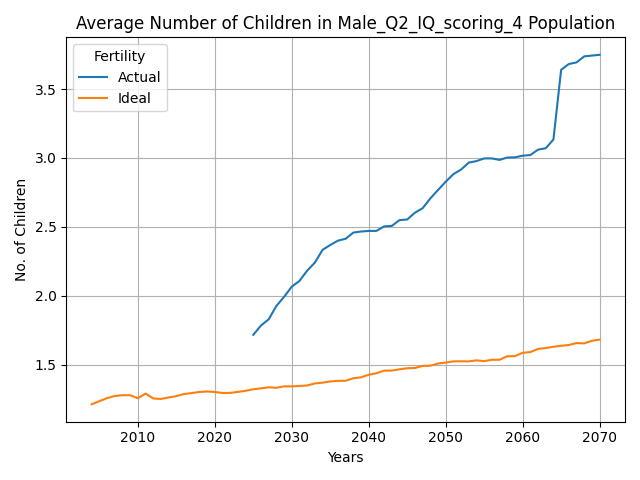 Average Number of Children in Male_Q2_IQ_scoring_4 Population
Fertility
Actual
Ideal
No. of Children
3.5
3.0
2.5
2.0
1.5
2010 2020 2030 2040 2050 2060 2070
Years